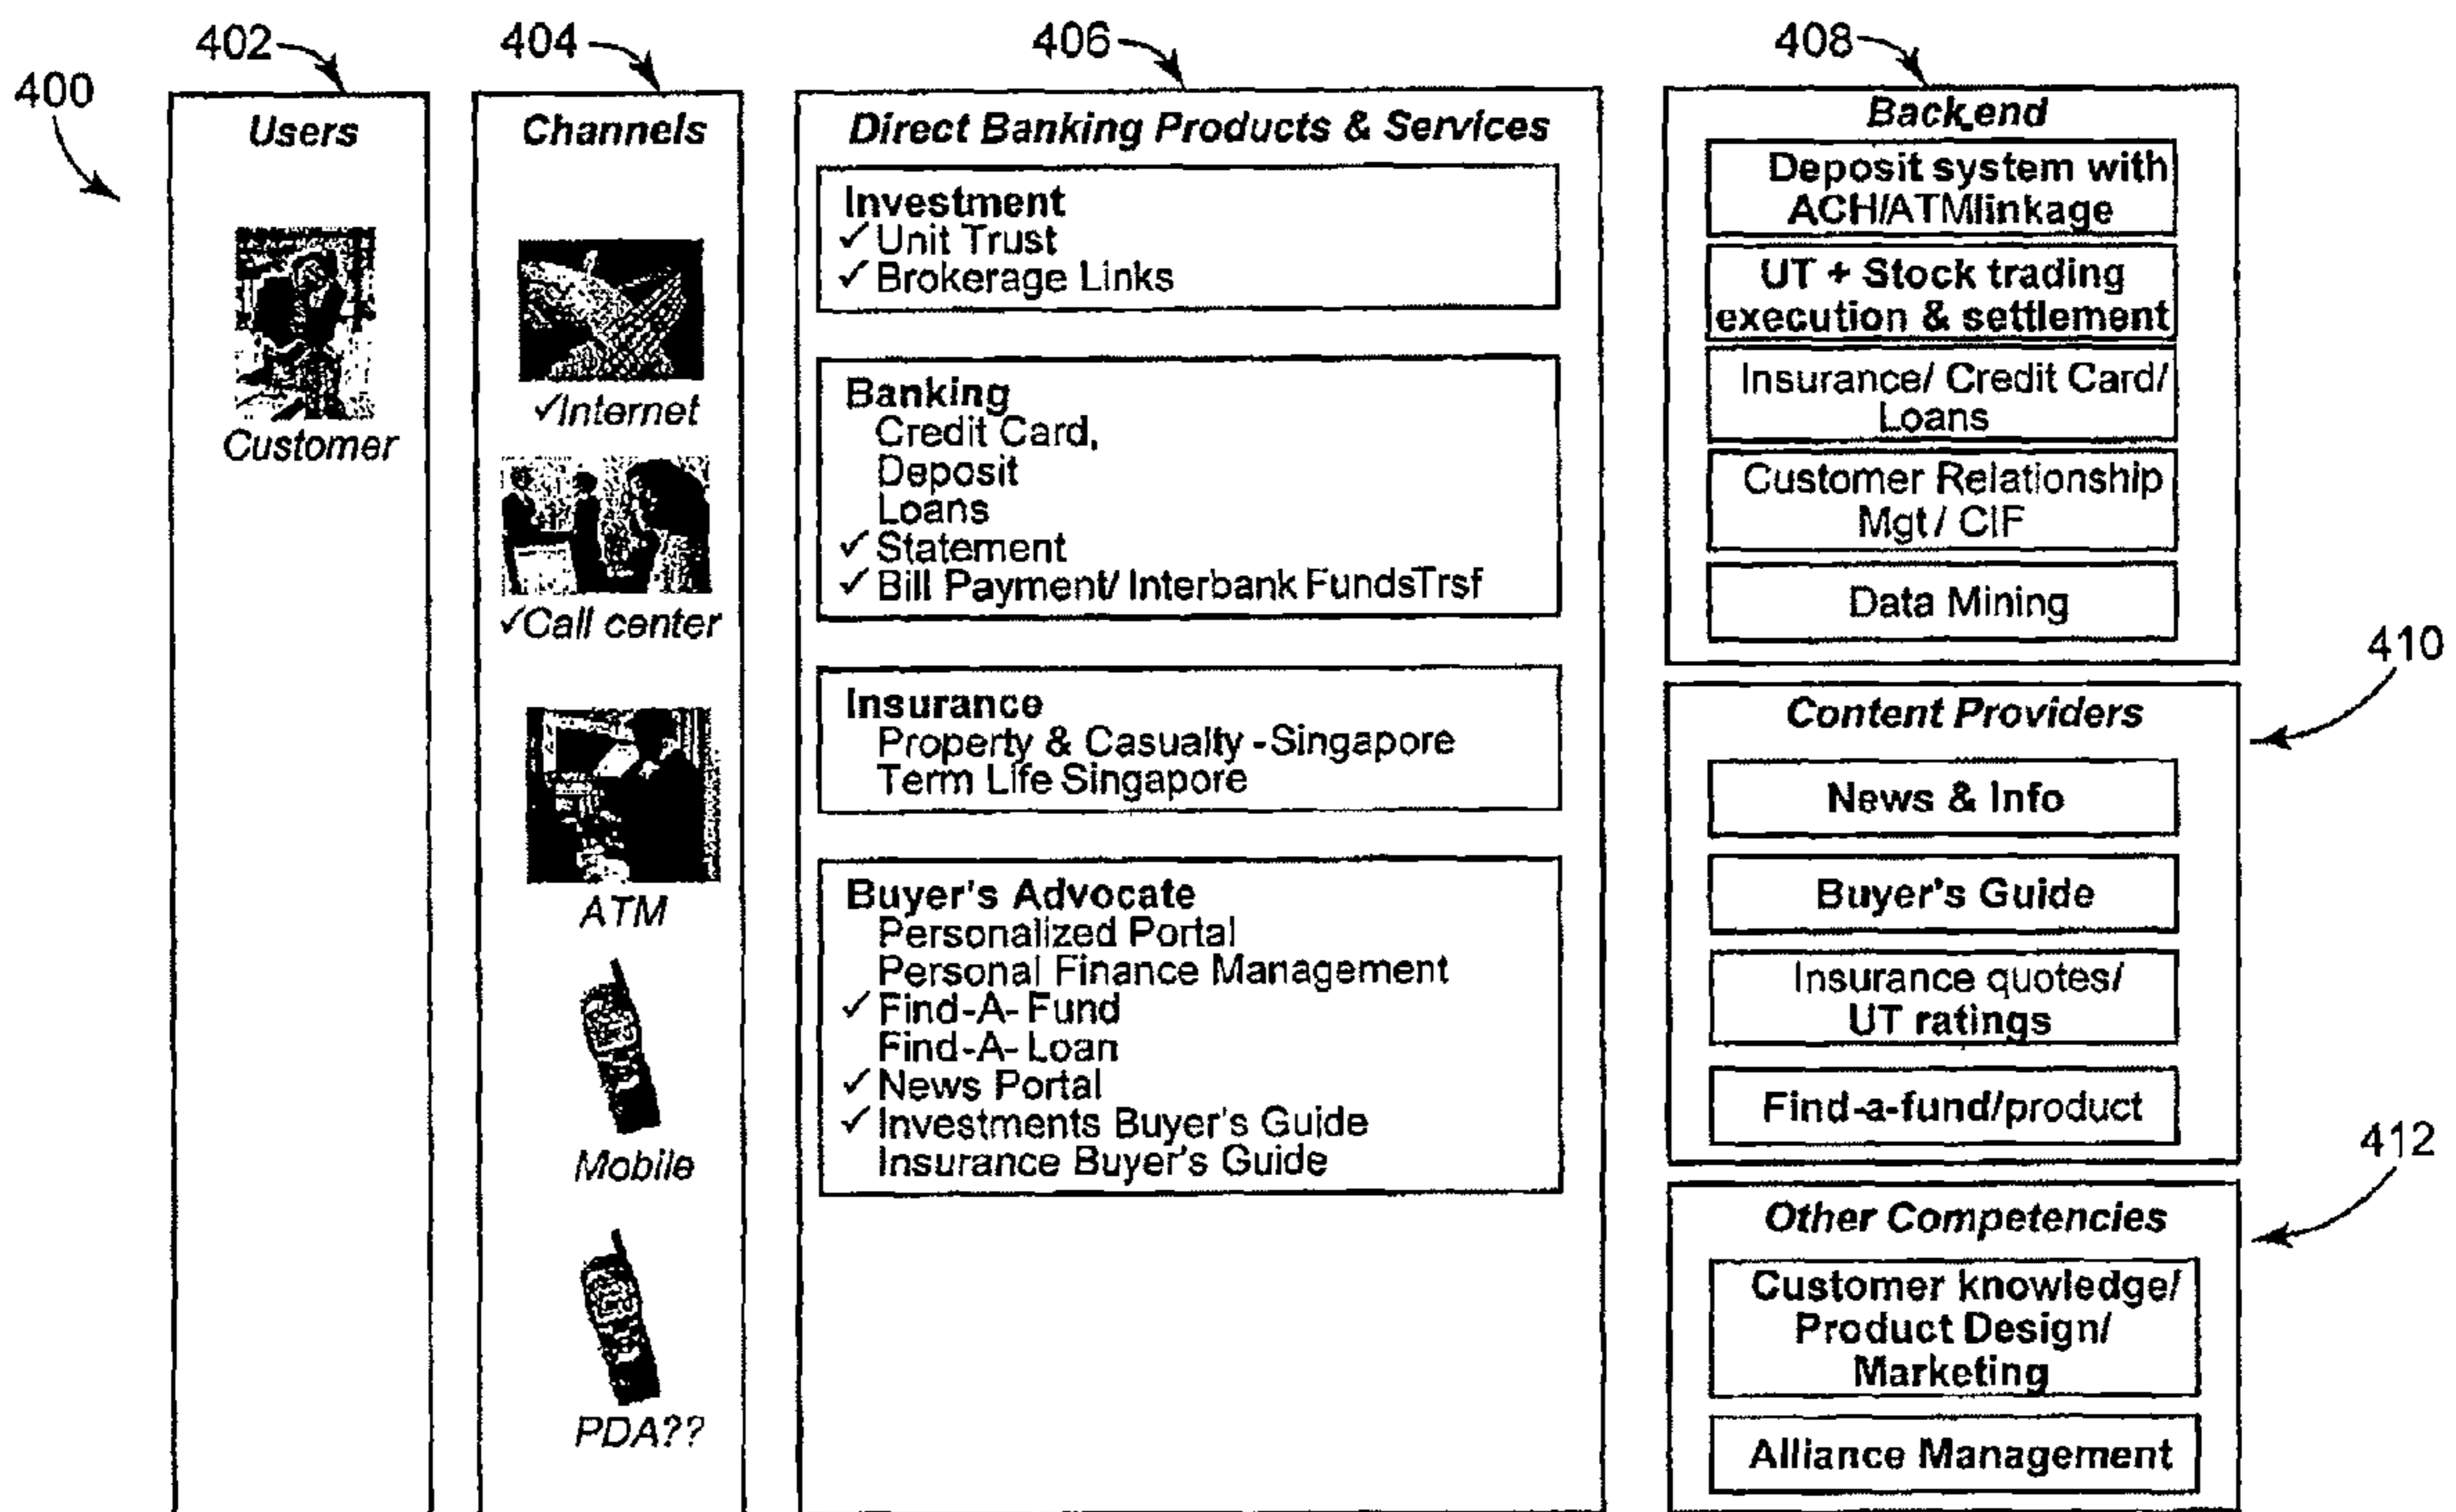 400
402
Users
Customer
404
Channels
✓Internet
✓Call center
ATM
Mobile
PDA??
406
Direct Banking Products & Services
Investment
✓ Unit Trust
✓ Brokerage Links
Banking
Credit Card,
Deposit
Loans
✓ Statement
✓ Bill Payment/ Interbank FundsTrsf
Insurance
Property & Casualty -Singapore
Term Life Singapore
Buyer's Advocate
Personalized Portal
Personal Finance Management
✓ Find-A-Fund
Find-A-Loan
✓ News Portal
✓ Investments Buyer's Guide
Insurance Buyer's Guide
408
Back.end
Deposit system with
ACH/ATMlinkage
UT + Stock trading
execution & settlement
Insurance/ Credit Card/
Loans
Customer Relationship
Mgt / CIF
Data Mining
410
Content Providers
News & Info
Buyer's Guide
Insurance quotes/
UT ratings
Find-a-fund/product
412
Other Competencies
Customer knowledge/
Product Design/
Marketing
Alliance Management